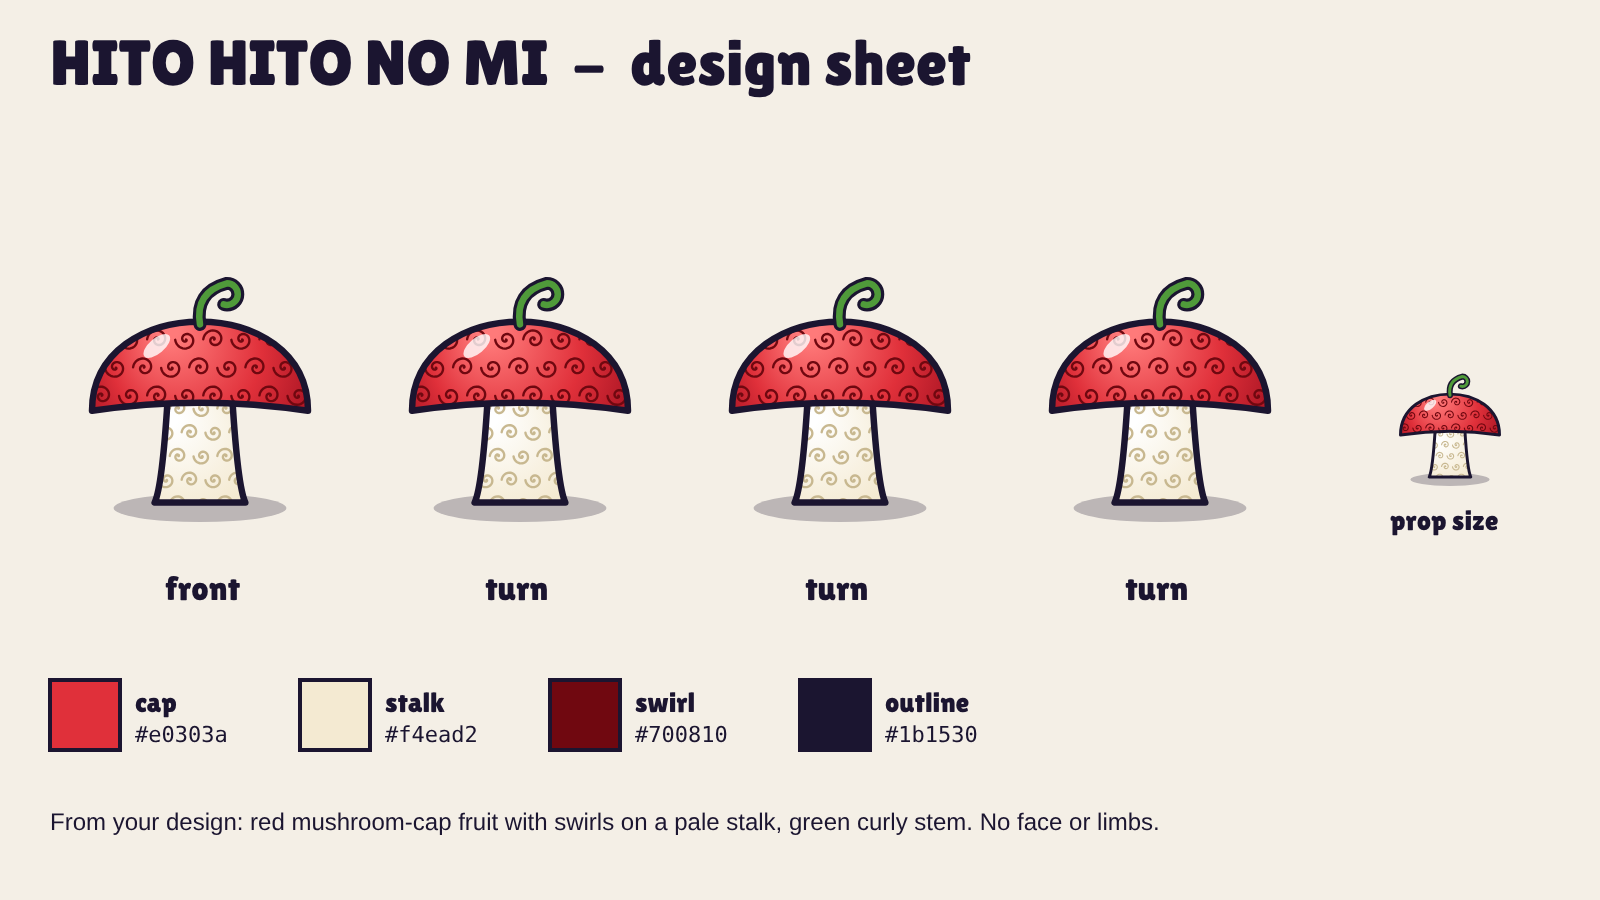 HITO HITO NO MI – design sheet
prop size
front
turn
turn
turn
cap
#e0303a
stalk
#f4ead2
swirl
#700810
outline
#1b1530
From your design: red mushroom-cap fruit with swirls on a pale stalk, green curly stem. No face or limbs.